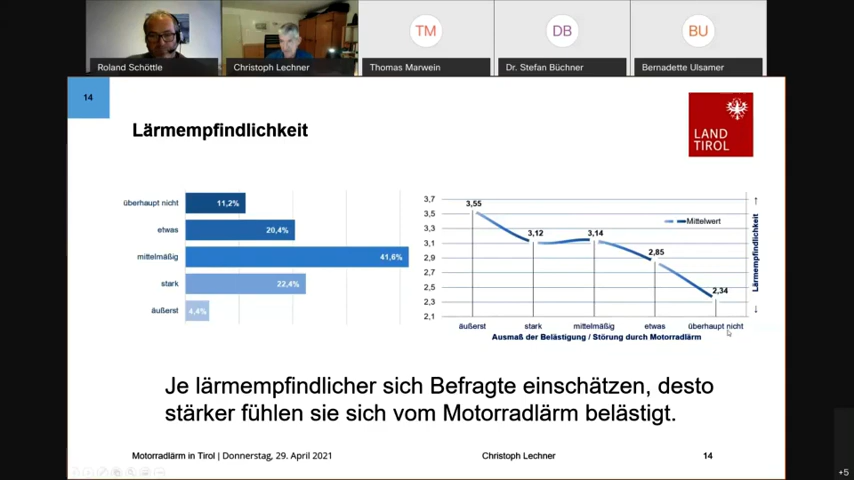 TM
DB
BU
Roland Schöttle
Christoph Lechner
Thomas Marwein
Dr. Stefan Büchner
Bernadette Ulsamer
14
Lärmempfindlichkeit
LAND
TIROL
überhaupt nicht 11,2%
etwas 20,4%
mittelmäßig 41,6%
stark 22,4%
äußerst 4,4%
3,7
3,5
3,3
3,1
2,9
2,7
2,5
2,3
2,1
3,55
3,12
3,14
2,85
2,34
Mittelwert
Lärmempfindlichkeit
äußerst stark mittelmäßig etwas überhaupt nicht
Ausmaß der Belästigung / Störung durch Motorradlärm
Je lärmempfindlicher sich Befragte einschätzen, desto
stärker fühlen sie sich vom Motorradlärm belästigt.
Motorradlärm in Tirol | Donnerstag, 29. April 2021
Christoph Lechner
14
+5